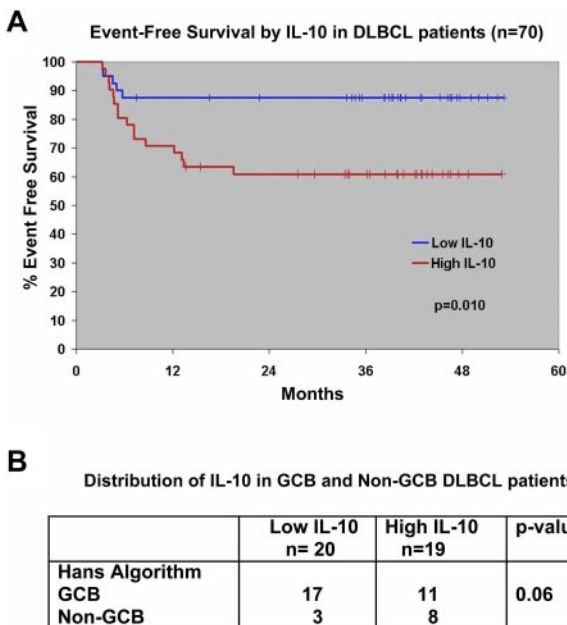 A
Event-Free Survival by IL-10 in DLBCL patients (n=70)
% Event Free Survival
100
90
80
70
60
50
40
30
20
10
0
Low IL-10
High IL-10
p=0.010
0 12 24 36 48 60
Months
B
Distribution of IL-10 in GCB and Non-GCB DLBCL patients
Low IL-10 High IL-10 p-valu
n= 20 n=19
Hans Algorithm
GCB 17 11 0.06
Non-GCB 3 8